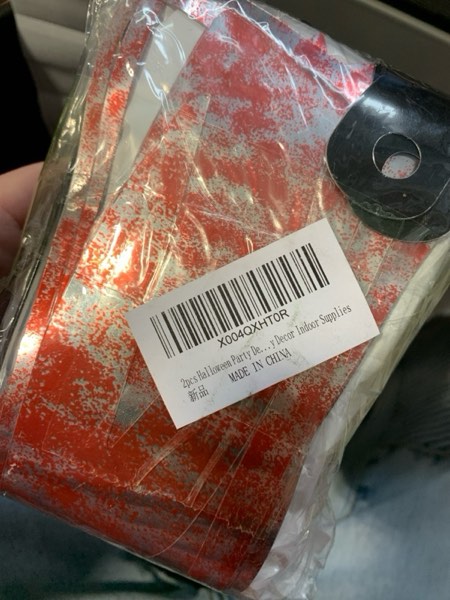 X004QXHT0R
2pcs Halloween Party De...y Decor Indoor Supplies
新品 MADE IN CHINA